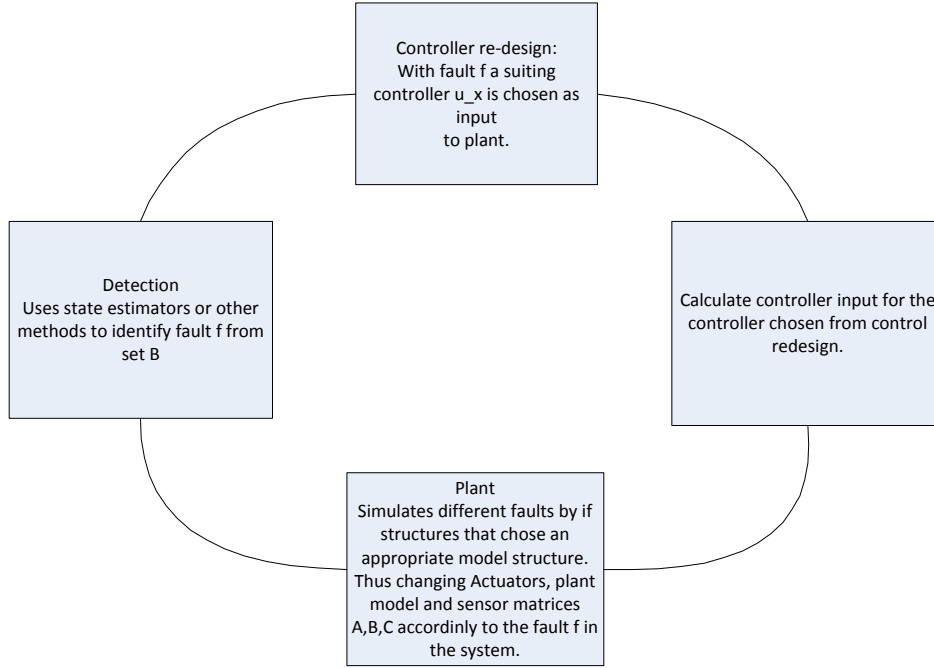 Controller re-design:
With fault f a suiting
controller u_x is chosen as
input
to plant.
Detection
Uses state estimators or other
methods to identify fault f from
set B
Calculate controller input for the
controller chosen from control
redesign.
Plant
Simulates different faults by if
structures that chose an
appropriate model structure.
Thus changing Actuators, plant
model and sensor matrices
A,B,C accordinly to the fault f in
the system.